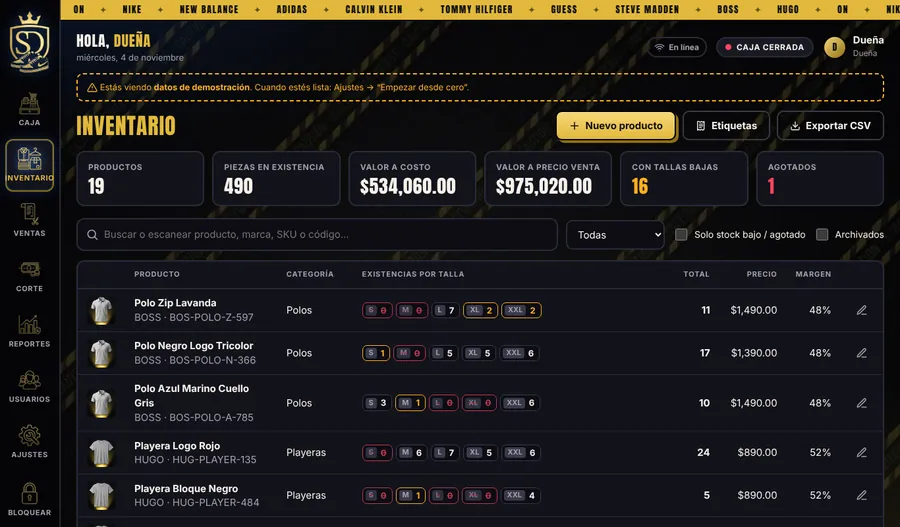 ON + NIKE + NEW BALANCE + ADIDAS + CALVIN KLEIN + TOMMY HILFIGER + GUESS + STEVE MADDEN + BOSS + HUGO + ON + NIK
SD
HOLA, DUEÑA
miércoles, 4 de noviembre
En línea
CAJA CERRADA
D
Dueña
Dueña
Estás viendo datos de demostración. Cuando estés lista: Ajustes → "Empezar desde cero".
CAJA
INVENTARIO
VENTAS
CORTE
REPORTES
USUARIOS
AJUSTES
BLOQUEAR
INVENTARIO
+ Nuevo producto
Etiquetas
Exportar CSV
PRODUCTOS
19
PIEZAS EN EXISTENCIA
490
VALOR A COSTO
$534,060.00
VALOR A PRECIO VENTA
$975,020.00
CON TALLAS BAJAS
16
AGOTADOS
1
Buscar o escanear producto, marca, SKU o código...
Todas
Solo stock bajo / agotado
Archivados
PRODUCTO CATEGORÍA EXISTENCIAS POR TALLA TOTAL PRECIO MARGEN
Polo Zip Lavanda
BOSS · BOS-POLO-Z-597
Polos
S 0 M 0 L 7 XL 2 XXL 2
11 $1,490.00 48%
Polo Negro Logo Tricolor
BOSS · BOS-POLO-N-366
Polos
S 1 M 0 L 5 XL 5 XXL 6
17 $1,390.00 48%
Polo Azul Marino Cuello
Gris
BOSS · BOS-POLO-A-785
Polos
S 3 M 1 L 0 XL 0 XXL 6
10 $1,490.00 48%
Playera Logo Rojo
HUGO · HUG-PLAYER-135
Playeras
S 0 M 6 L 7 XL 5 XXL 6
24 $890.00 52%
Playera Bloque Negro
HUGO · HUG-PLAYER-484
Playeras
S 0 M 1 L 0 XL 0 XXL 4
5 $890.00 52%